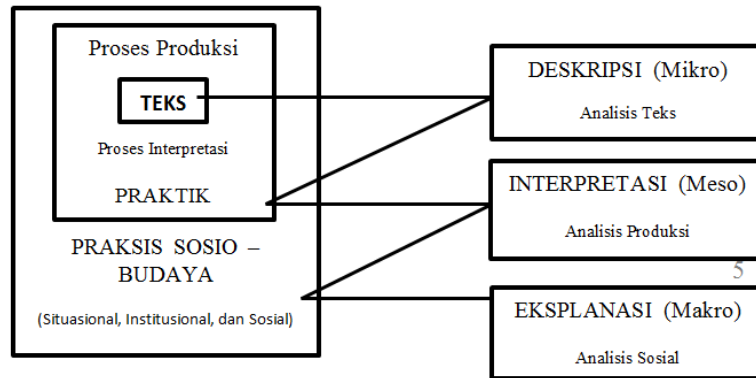 Proses Produksi
TEKS
Proses Interpretasi
PRAKTIK
PRAKSIS SOSIO –
BUDAYA
(Situasional, Institusional, dan Sosial)
DESKRIPSI (Mikro)
Analisis Teks
INTERPRETASI (Meso)
Analisis Produksi
5
EKSPLANASI (Makro)
Analisis Sosial